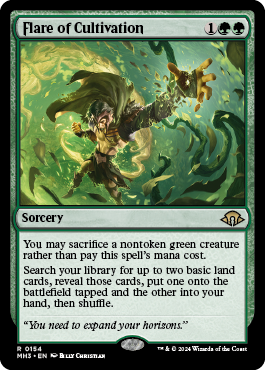 Flare of Cultivation 1
Sorcery
You may sacrifice a nontoken green creature
rather than pay this spell's mana cost.
Search your library for up to two basic land
cards, reveal those cards, put one onto the
battlefield tapped and the other into your
hand, then shuffle.
"You need to expand your horizons."
R 0154
MH3 • EN Billy Christian
™ & © 2024 Wizards of the Coast